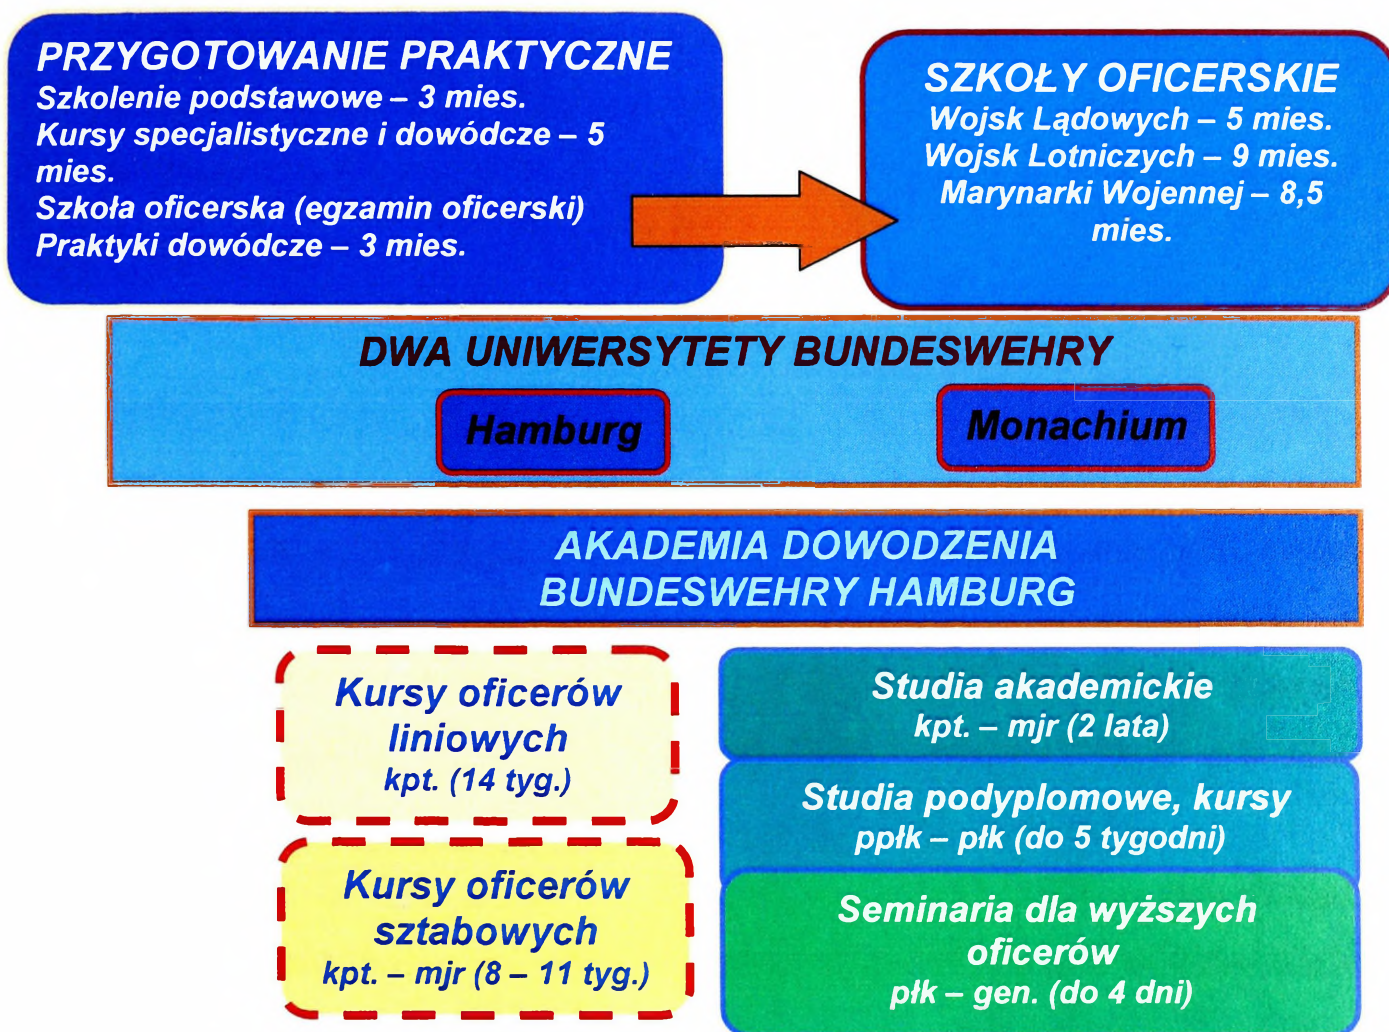 PRZYGOTOWANIE PRAKTYCZNE
Szkolenie podstawowe – 3 mies.
Kursy specjalistyczne i dowódcze – 5
mies.
Szkoła oficerska (egzamin oficerski)
Praktyki dowódcze – 3 mies.
SZKOŁY OFICERSKIE
Wojsk Lądowych – 5 mies.
Wojsk Lotniczych – 9 mies.
Marynarki Wojennej – 8,5
mies.
DWA UNIWERSYTETY BUNDESWEHRY
Hamburg
Monachium
AKADEMIA DOWODZENIA
BUNDESWEHRY HAMBURG
Kursy oficerów
liniowych
kpt. (14 tyg.)
Kursy oficerów
sztabowych
kpt. – mjr (8 – 11 tyg.)
Studia akademickie
kpt. – mjr (2 lata)
Studia podyplomowe, kursy
ppłk – płk (do 5 tygodni)
Seminaria dla wyższych
oficerów
płk – gen. (do 4 dni)